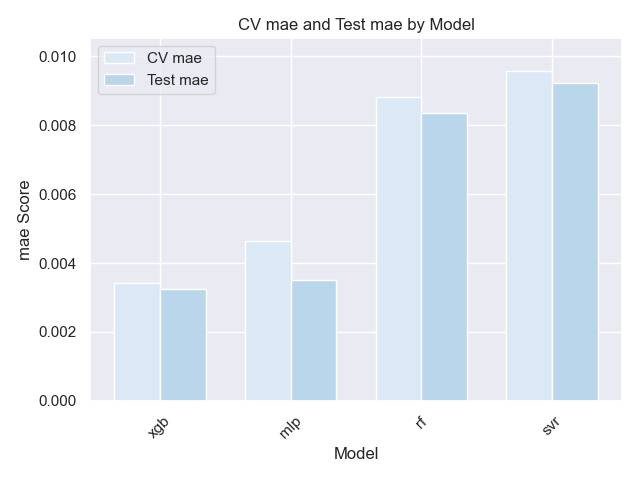 CV mae and Test mae by Model
CV mae
Test mae
0.010
0.008
0.006
0.004
0.002
0.000
mae Score
xgb
mlp
rf
svr
Model